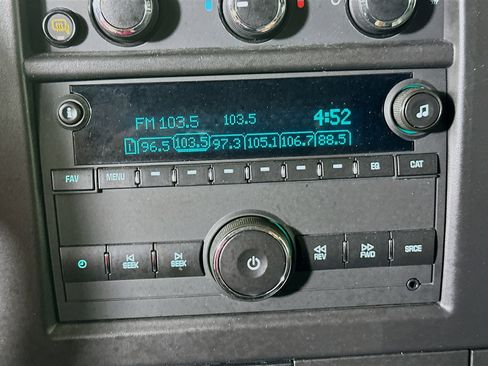 FM 103.5 103.5 4:52
1 96.5 103.5 97.3 105.1 106.7 88.5
FAV MENU EQ CAT
SEEK SEEK REV FWD SRCE